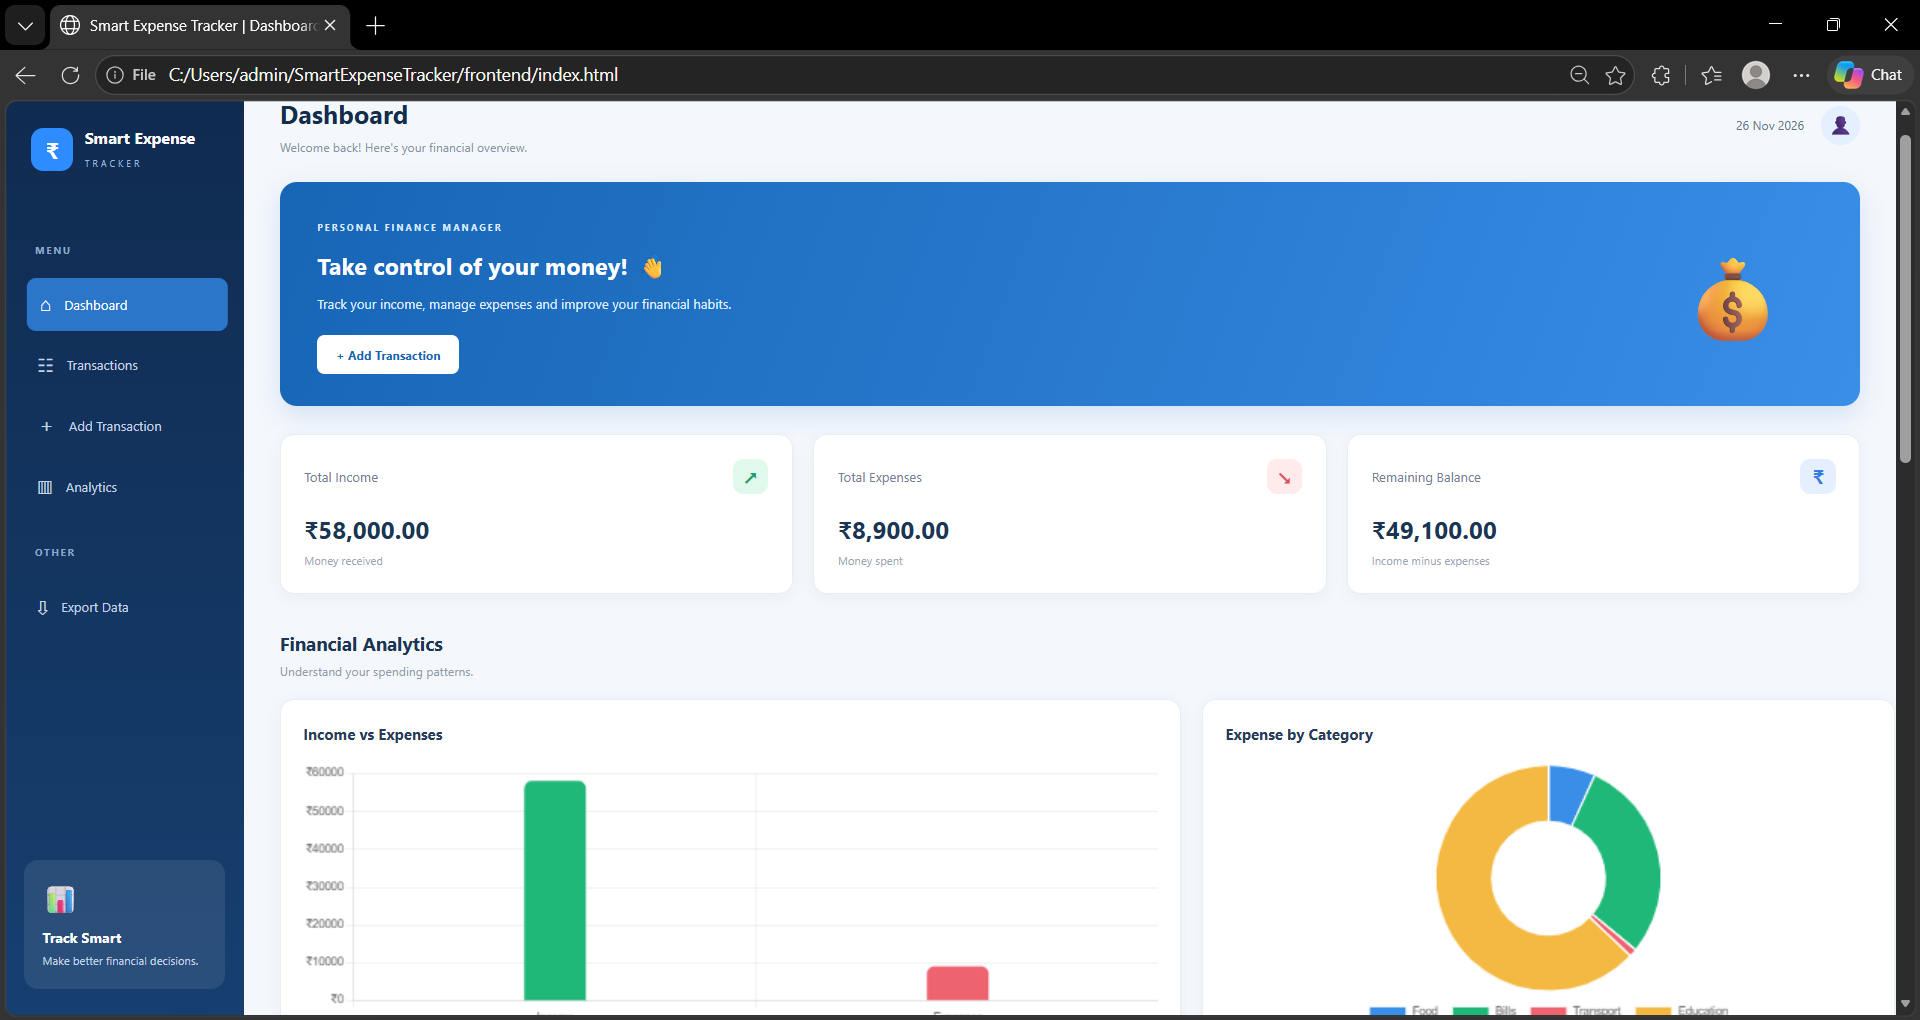 Smart Expense Tracker | Dashboar
File C:/Users/admin/SmartExpenseTracker/frontend/index.html
Chat
₹
Smart Expense
TRACKER
MENU
Dashboard
Transactions
+ Add Transaction
Analytics
OTHER
Export Data
Track Smart
Make better financial decisions.
Dashboard
Welcome back! Here's your financial overview.
26 Nov 2026
PERSONAL FINANCE MANAGER
Take control of your money! 👋
Track your income, manage expenses and improve your financial habits.
+ Add Transaction
$
Total Income
₹58,000.00
Money received
Total Expenses
₹8,900.00
Money spent
Remaining Balance
₹
₹49,100.00
Income minus expenses
Financial Analytics
Understand your spending patterns.
Income vs Expenses
₹60000
₹50000
₹40000
₹30000
₹20000
₹10000
₹0
Expense by Category
Food Bills Transport Education